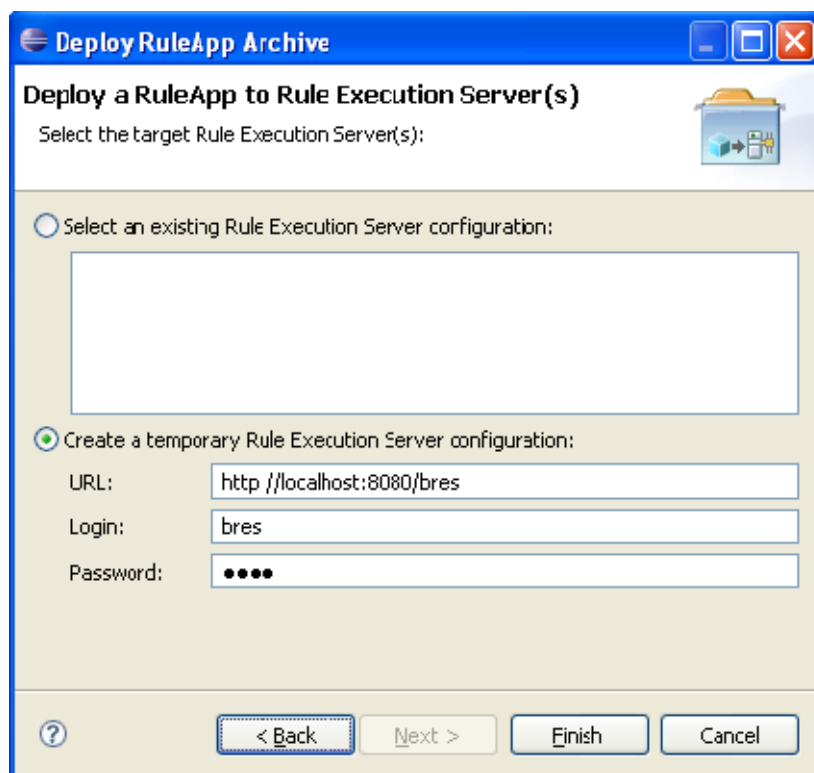 Deploy RuleApp Archive
Deploy a RuleApp to Rule Execution Server(s)
Select the target Rule Execution Server(s):
Select an existing Rule Execution Server configuration:
Create a temporary Rule Execution Server configuration:
URL: http //localhost:8080/bres
Login: bres
Password: ●●●●
? < Back Next > Finish Cancel